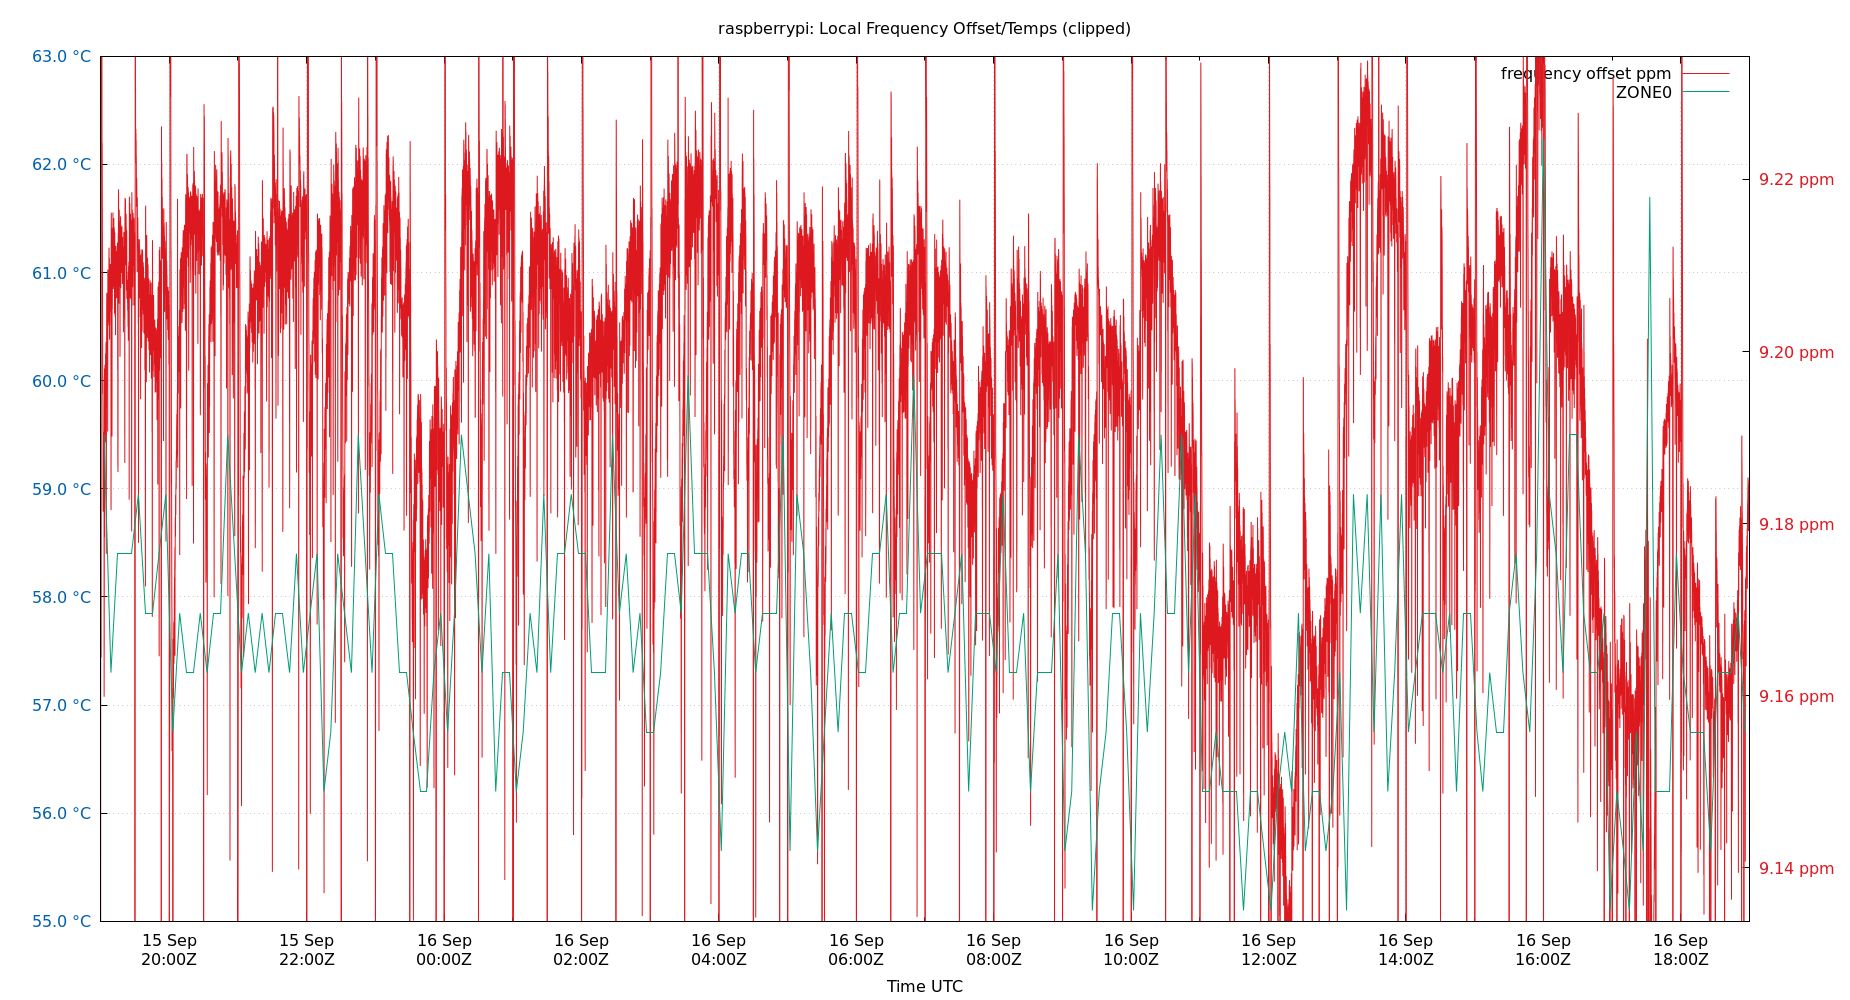 raspberrypi: Local Frequency Offset/Temps (clipped)
63.0 °C
62.0 °C
61.0 °C
60.0 °C
59.0 °C
58.0 °C
57.0 °C
56.0 °C
55.0 °C
frequency offset ppm
ZONE0
9.22 ppm
9.20 ppm
9.18 ppm
9.16 ppm
9.14 ppm
15 Sep
20:00Z
15 Sep
22:00Z
16 Sep
00:00Z
16 Sep
02:00Z
16 Sep
04:00Z
16 Sep
06:00Z
16 Sep
08:00Z
16 Sep
10:00Z
16 Sep
12:00Z
16 Sep
14:00Z
16 Sep
16:00Z
16 Sep
18:00Z
Time UTC